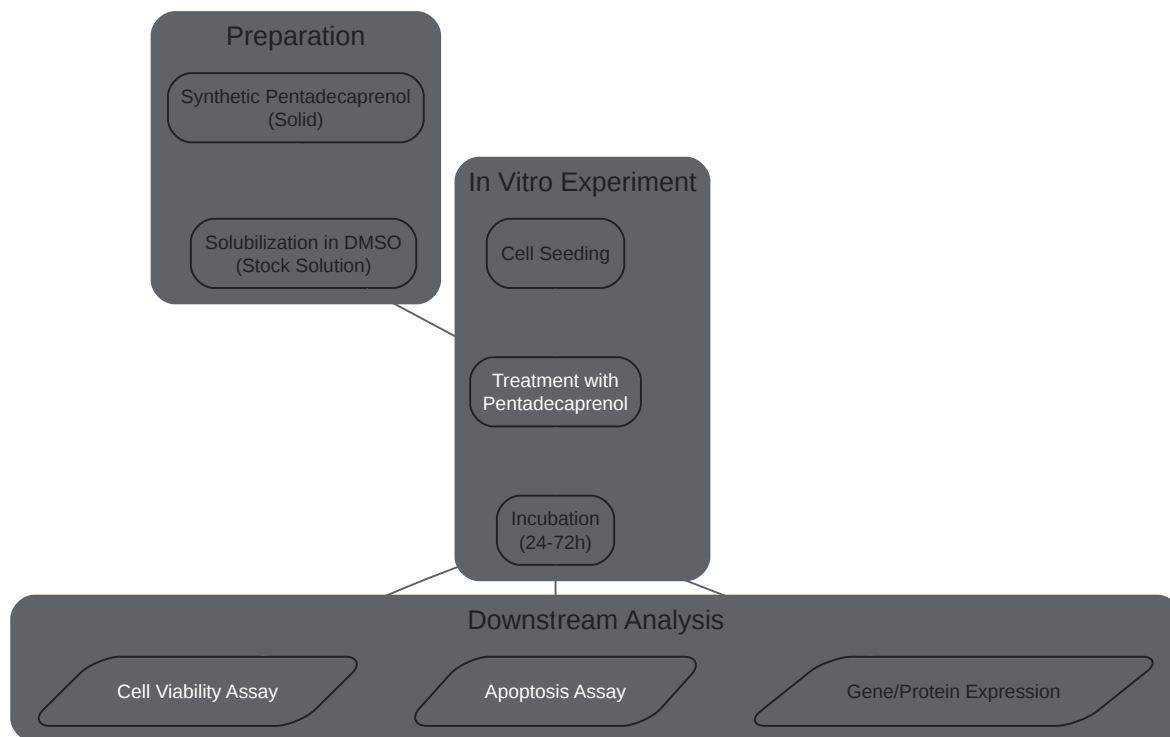 Preparation
Synthetic Pentadecaprenol
(Solid)
Solubilization in DMSO
(Stock Solution)
In Vitro Experiment
Cell Seeding
Treatment with
Pentadecaprenol
Incubation
(24-72h)
Downstream Analysis
Cell Viability Assay
Apoptosis Assay
Gene/Protein Expression